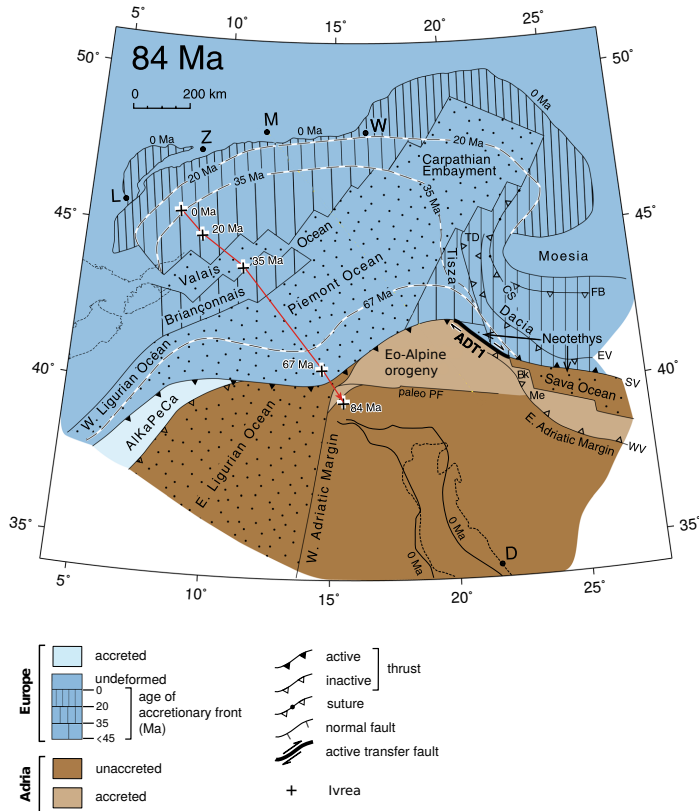 5°
10°
15°
20°
25°
50°
50°
84 Ma
0
200 km
0 Ma
M
W
0 Ma
Z
0 Ma
20 Ma
20 Ma
Carpathian
Embayment
35 Ma
35 Ma
L
0 Ma
45°
45°
20 Ma
Ocean
TD
Moesia
35 Ma
Valais
Tisza
Piemont Ocean
CS
FB
Briançonnais
67 Ma
Dacia
W. Ligurian Ocean
Neotethys
ADT1
Eo-Alpine
orogeny
EV
40°
40°
67 Ma
Bk
Sava Ocean
SV
AlKaPeCa
paleo PF
Me
84 Ma
E. Ligurian Ocean
E. Adriatic Margin
WV
W. Adriatic Margin
0 Ma
35°
35°
0 Ma
D
5°
10°
15°
20°
25°
Europe
accreted
undeformed
0
20
35
<45
age of
accretionary front
(Ma)
Adria
unaccreted
accreted
active
inactive
thrust
suture
normal fault
active transfer fault
Ivrea